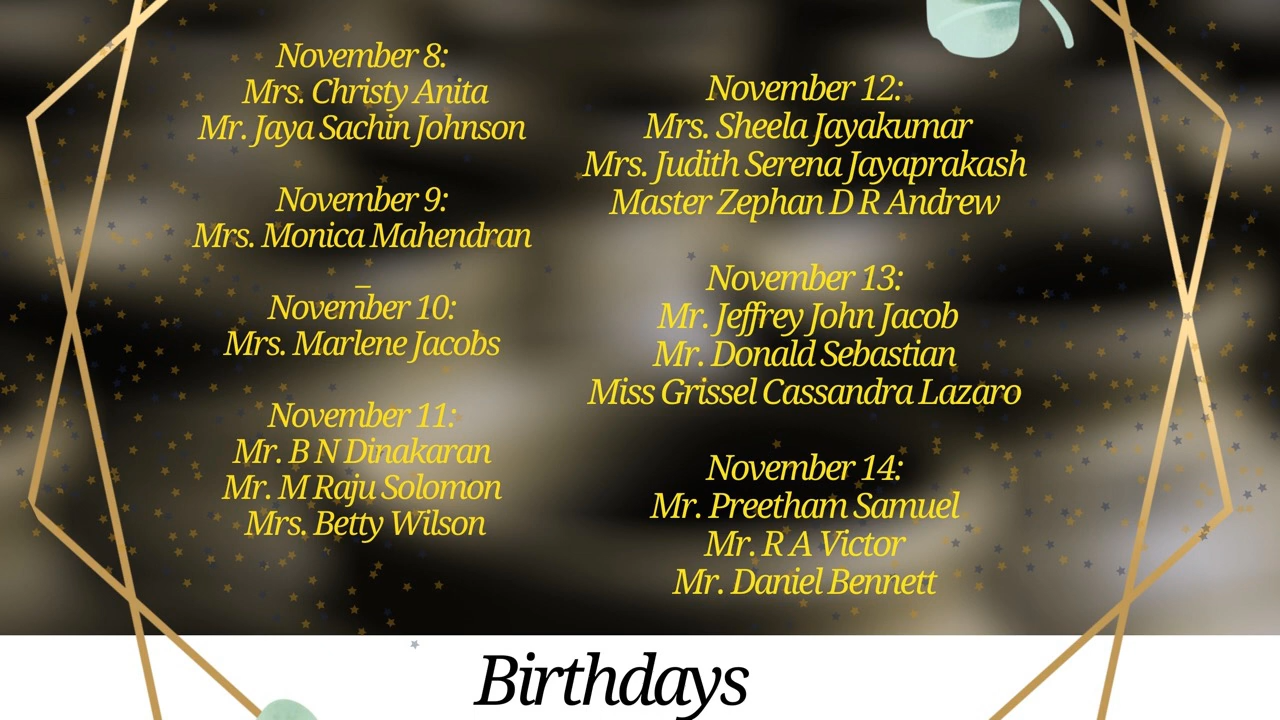 November 8:
Mrs. Christy Anita
Mr. Jaya Sachin Johnson
November 9:
Mrs. Monica Mahendran
_
November 10:
Mrs. Marlene Jacobs
November 11:
Mr. B N Dinakaran
Mr. M Raju Solomon
Mrs. Betty Wilson
November 12:
Mrs. Sheela Jayakumar
Mrs. Judith Serena Jayaprakash
Master Zephan D R Andrew
November 13:
Mr. Jeffrey John Jacob
Mr. Donald Sebastian
Miss Grissel Cassandra Lazaro
November 14:
Mr. Preetham Samuel
Mr. R A Victor
Mr. Daniel Bennett
Birthdays